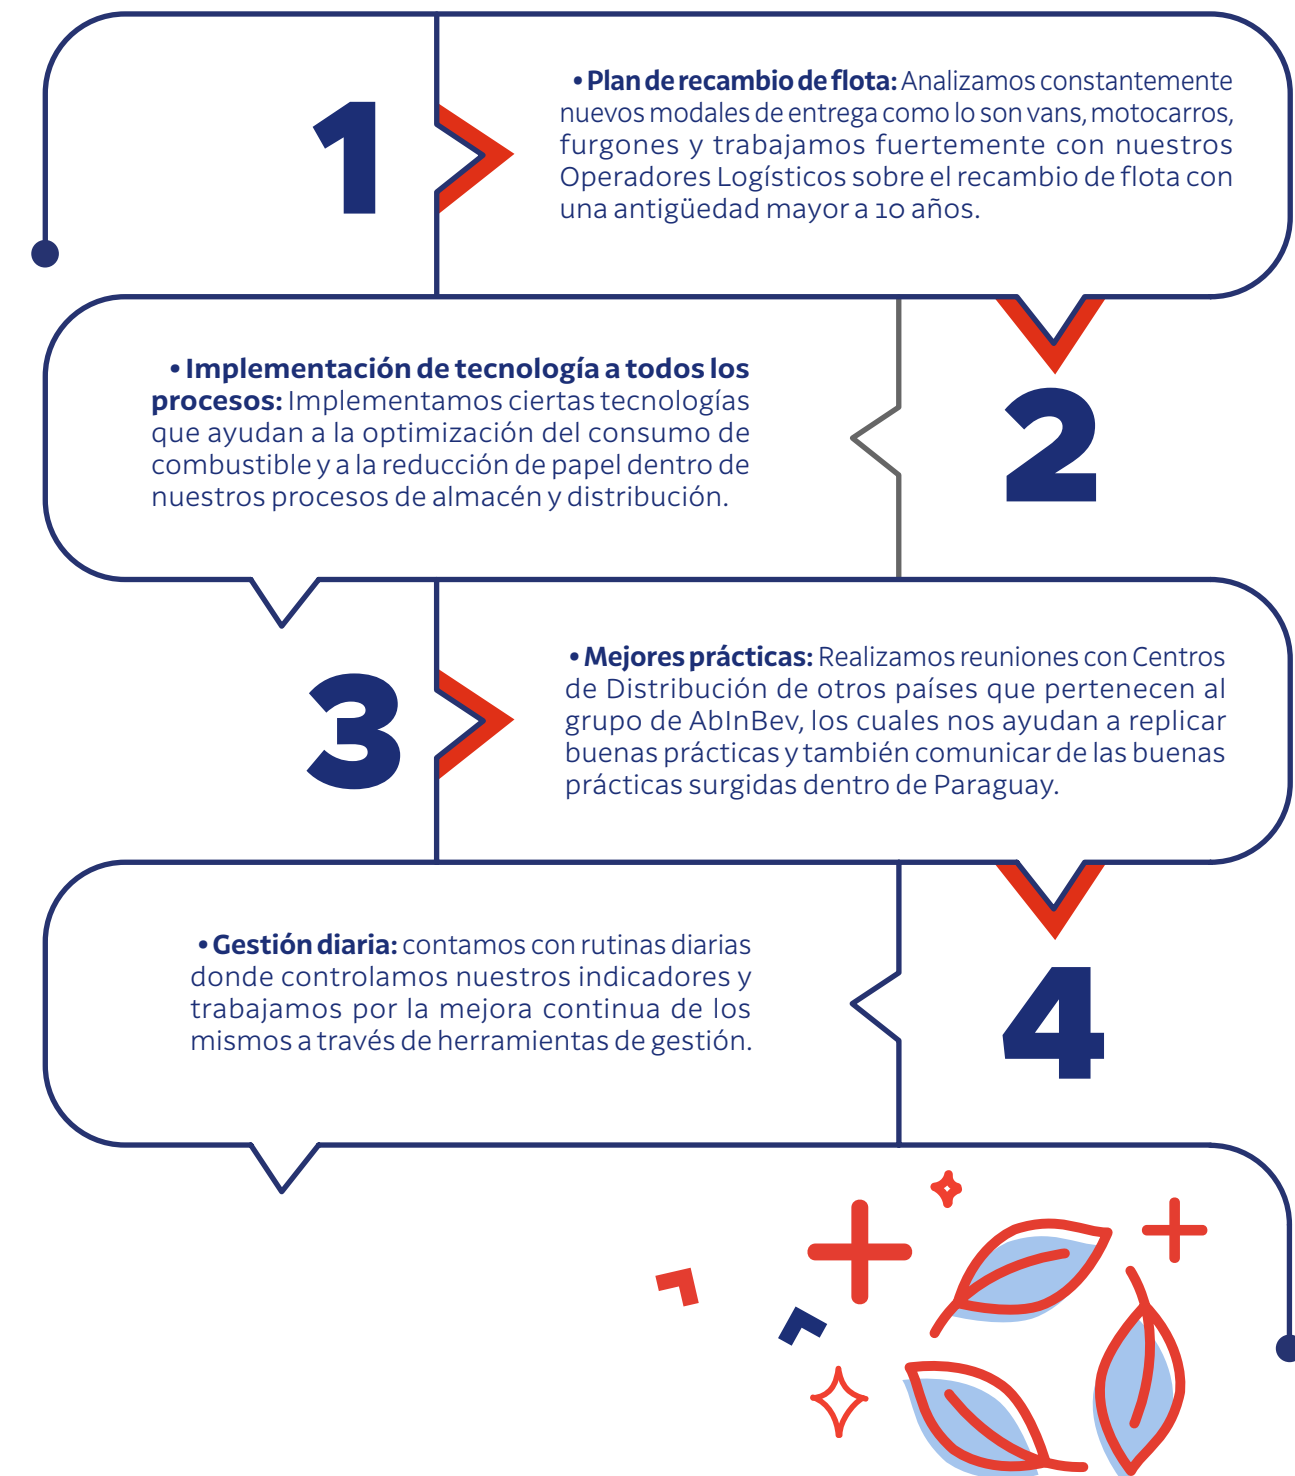 1
• Plan de recambio de flota: Analizamos constantemente
nuevos modales de entrega como lo son vans, motocarros,
furgones y trabajamos fuertemente con nuestros
Operadores Logísticos sobre el recambio de flota con
una antigüedad mayor a 10 años.
• Implementación de tecnología a todos los
procesos: Implementamos ciertas tecnologías
que ayudan a la optimización del consumo de
combustible y a la reducción de papel dentro de
nuestros procesos de almacén y distribución.
2
3
• Mejores prácticas: Realizamos reuniones con Centros
de Distribución de otros países que pertenecen al
grupo de AbInBev, los cuales nos ayudan a replicar
buenas prácticas y también comunicar de las buenas
prácticas surgidas dentro de Paraguay.
• Gestión diaria: contamos con rutinas diarias
donde controlamos nuestros indicadores y
trabajamos por la mejora continua de los
mismos a través de herramientas de gestión.
4